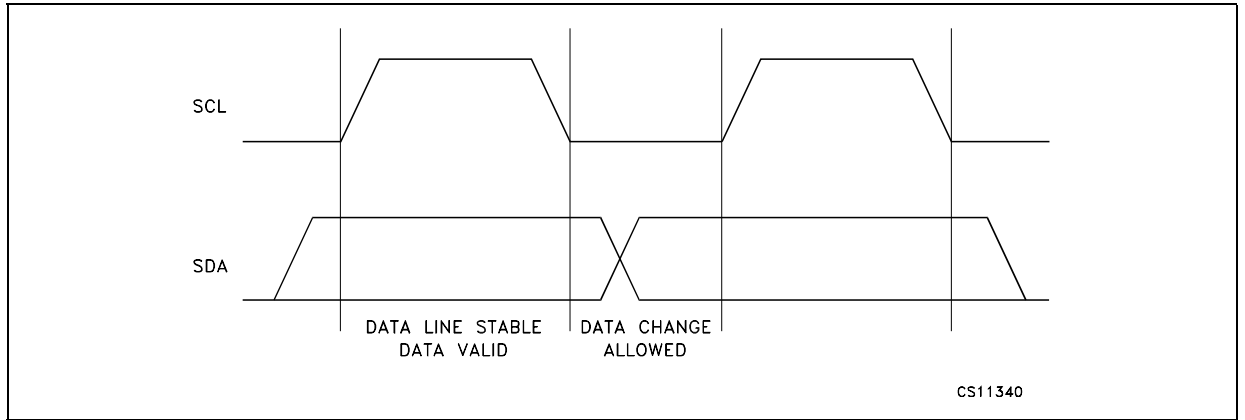 SCL
SDA
DATA LINE STABLE
DATA VALID
DATA CHANGE
ALLOWED
CS11340